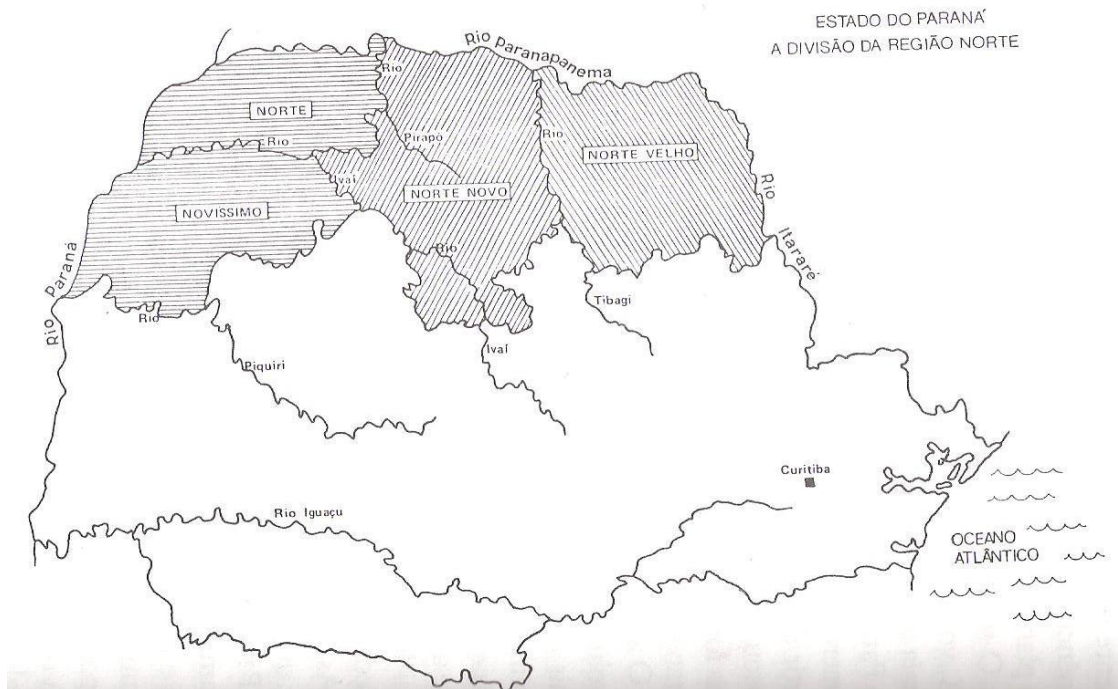 ESTADO DO PARANÁ
A DIVISÃO DA REGIÃO NORTE
Rio Paranapanema
Rio
NORTE
Pirapó
Rio
NORTE VELHO
Rio
Ivaí
NORTE NOVO
NOVISSIMO
Rio
Itararé
Rio Paraná
Rio
Rio
Tibagi
Piquiri
Ivaí
Curitiba
Rio Iguaçu
OCEANO
ATLÂNTICO